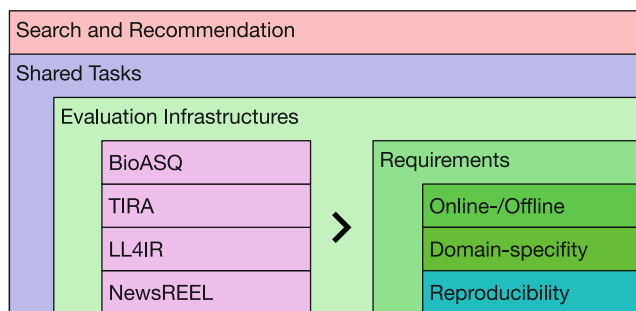 Search and Recommendation
Shared Tasks
Evaluation Infrastructures
BioASQ
TIRA
LL4IR
NewsREEL
>
Requirements
Online-/Offline
Domain-specifity
Reproducibility